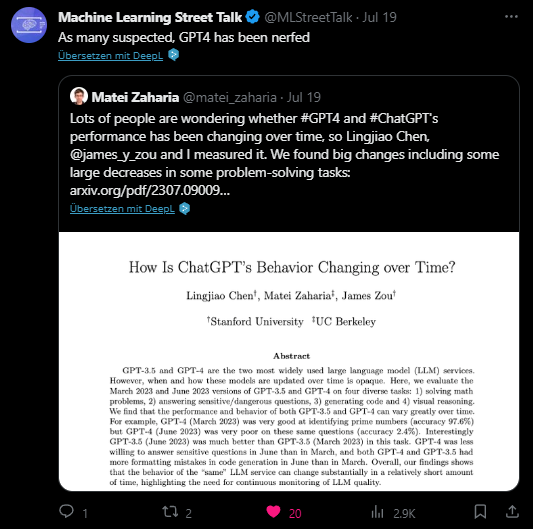 Machine Learning Street Talk @MLStreetTalk · Jul 19
As many suspected, GPT4 has been nerfed
Übersetzen mit DeepL
Matei Zaharia @matei_zaharia · Jul 19
Lots of people are wondering whether #GPT4 and #ChatGPT's
performance has been changing over time, so Lingjiao Chen,
@james_y_zou and I measured it. We found big changes including some
large decreases in some problem-solving tasks:
arxiv.org/pdf/2307.09009...
Übersetzen mit DeepL
How Is ChatGPT's Behavior Changing over Time?
Lingjiao Chen†, Matei Zaharia‡, James Zou†
†Stanford University ‡UC Berkeley
Abstract
GPT-3.5 and GPT-4 are the two most widely used large language model (LLM) services.
However, when and how these models are updated over time is opaque. Here, we evaluate the
March 2023 and June 2023 versions of GPT-3.5 and GPT-4 on four diverse tasks: 1) solving math
problems, 2) answering sensitive/dangerous questions, 3) generating code and 4) visual reasoning.
We find that the performance and behavior of both GPT-3.5 and GPT-4 can vary greatly over time.
For example, GPT-4 (March 2023) was very good at identifying prime numbers (accuracy 97.6%)
but GPT-4 (June 2023) was very poor on these same questions (accuracy 2.4%). Interestingly
GPT-3.5 (June 2023) was much better than GPT-3.5 (March 2023) in this task. GPT-4 was less
willing to answer sensitive questions in June than in March, and both GPT-4 and GPT-3.5 had
more formatting mistakes in code generation in June than in March. Overall, our findings shows
that the behavior of the "same" LLM service can change substantially in a relatively short amount
of time, highlighting the need for continuous monitoring of LLM quality.
1 2 20 2.9K